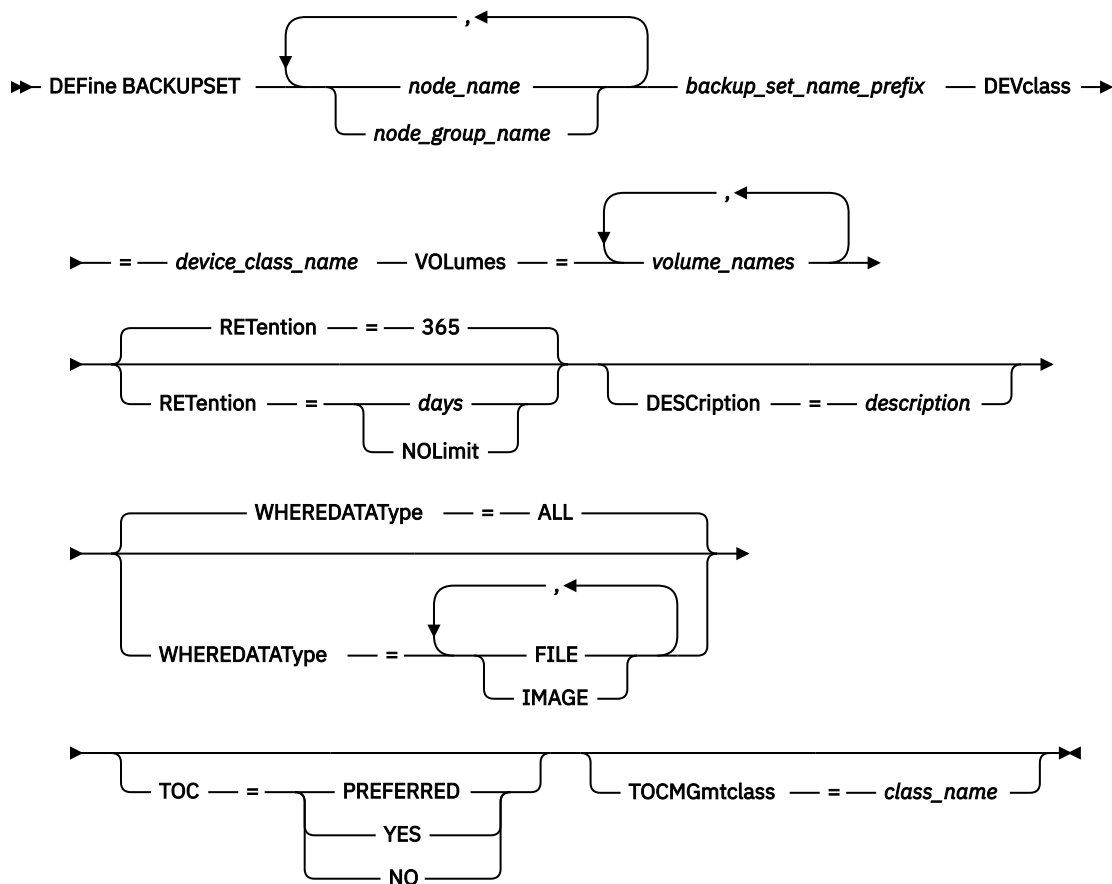 ,
DEFine BACKUPSET node_name backup_set_name_prefix DEVclass
node_group_name
,
= device_class_name VOLumes = volume_names
RETention = 365
RETention = days DESCription = description
NOLimit
WHEREDATAType = ALL
,
WHEREDATAType = FILE
IMAGE
TOC = PREFERRED TOCMGmtclass = class_name
YES
NO